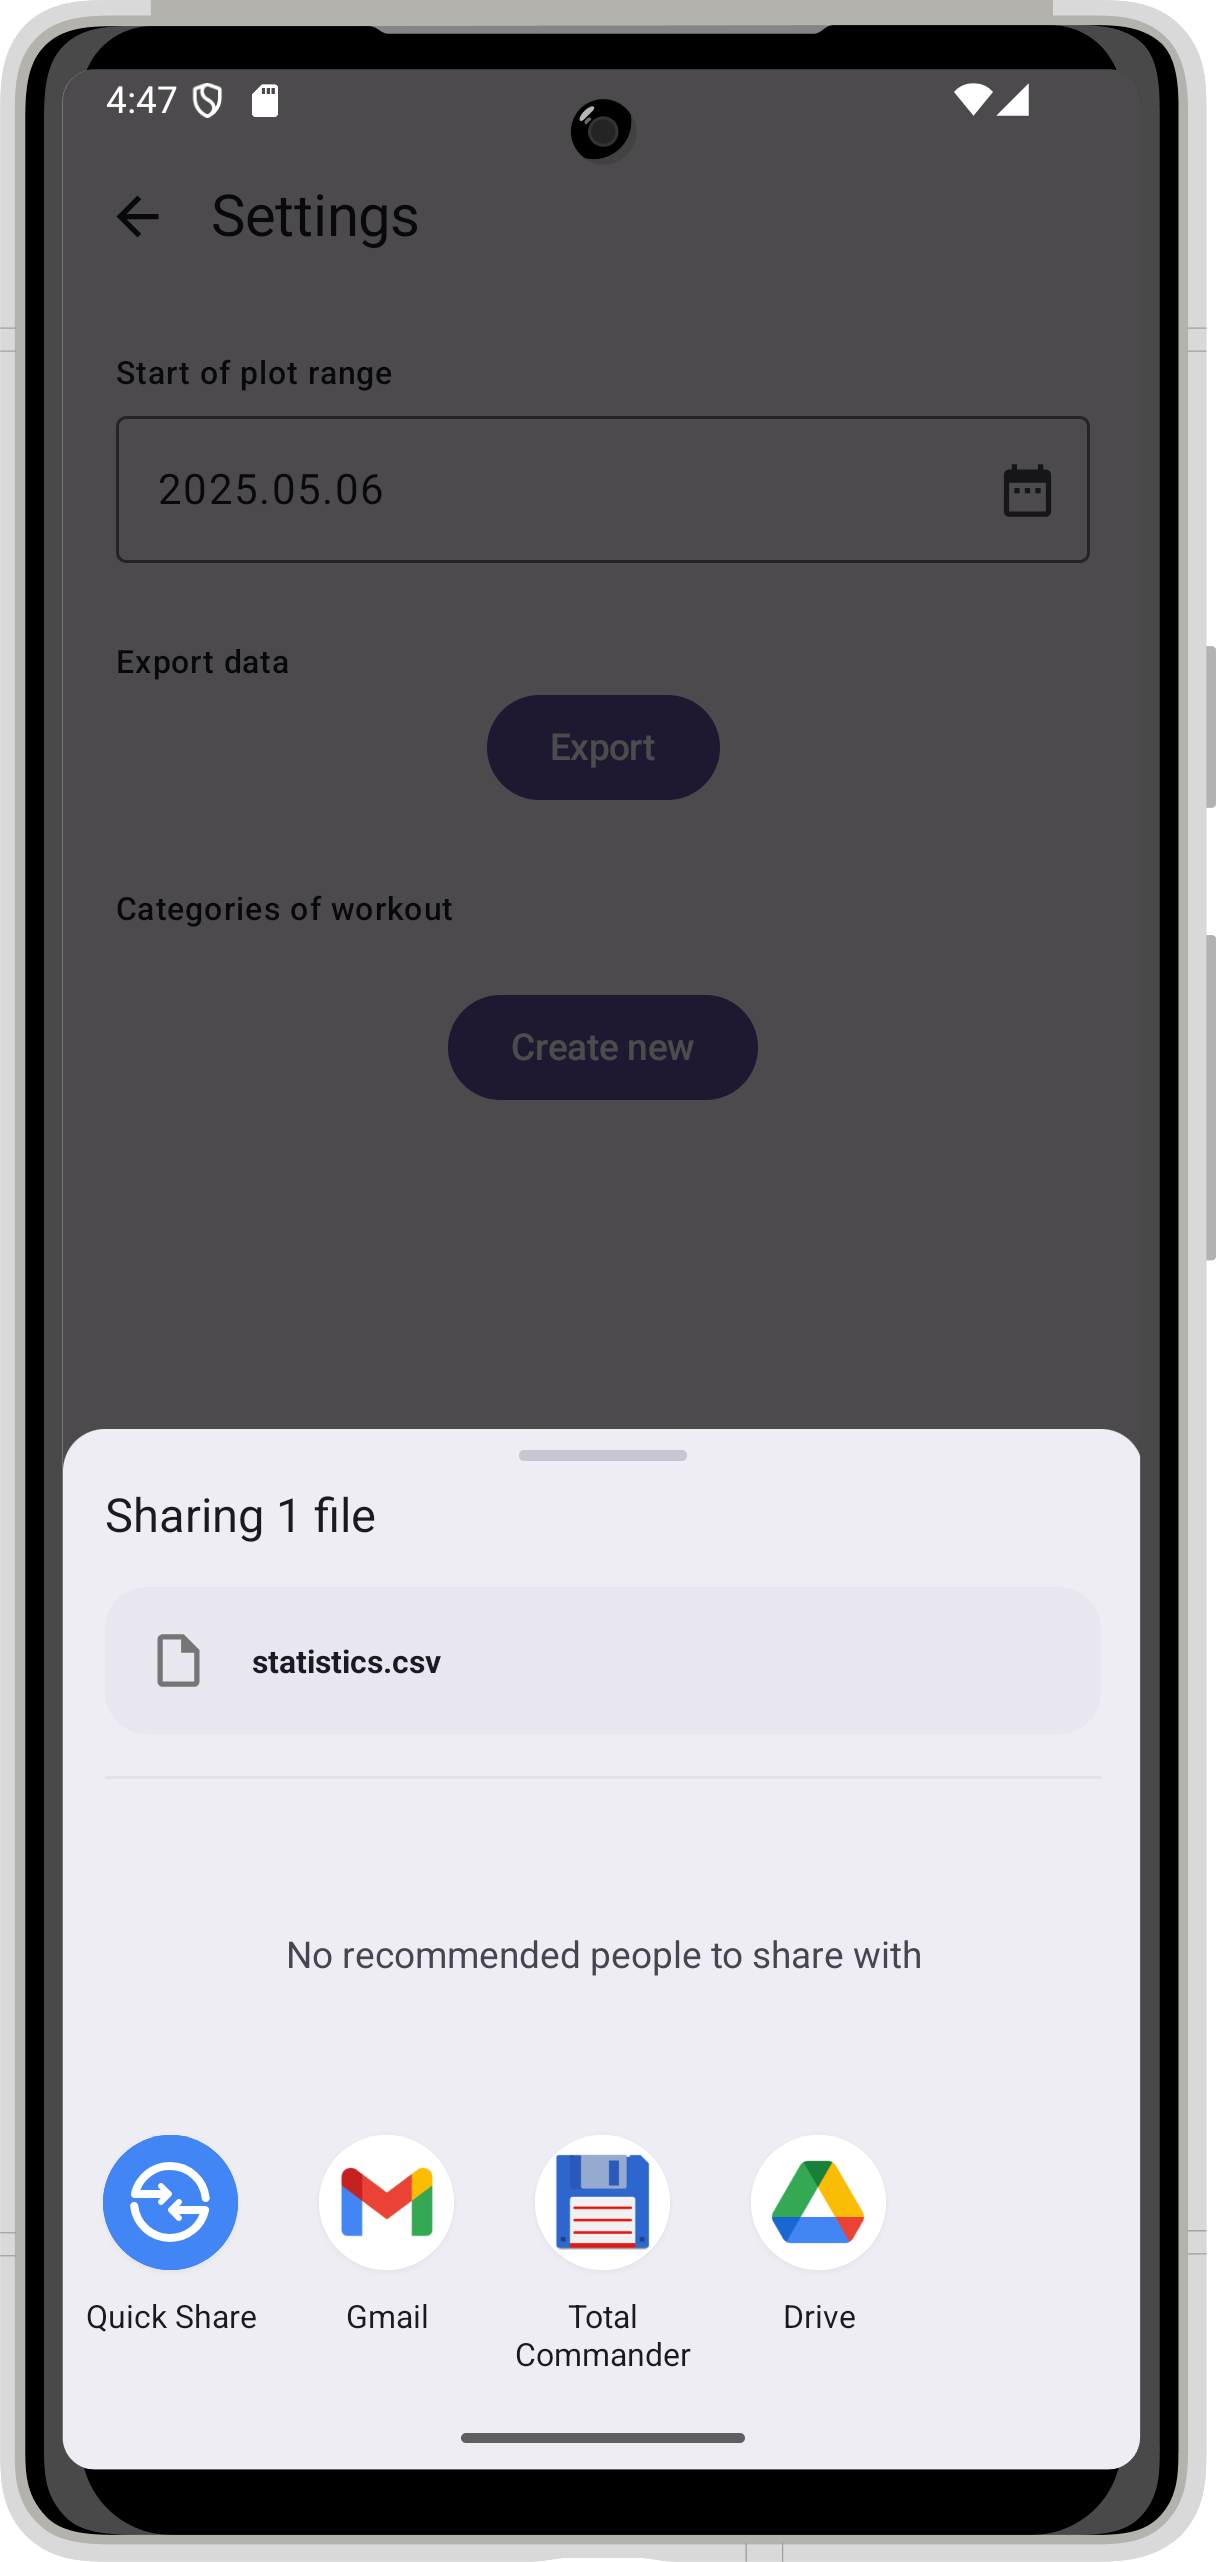 4:47
Settings
Start of plot range
2025.05.06
Export data
Export
Categories of workout
Create new
Sharing 1 file
statistics.csv
No recommended people to share with
Quick Share
Gmail
Total
Commander
Drive